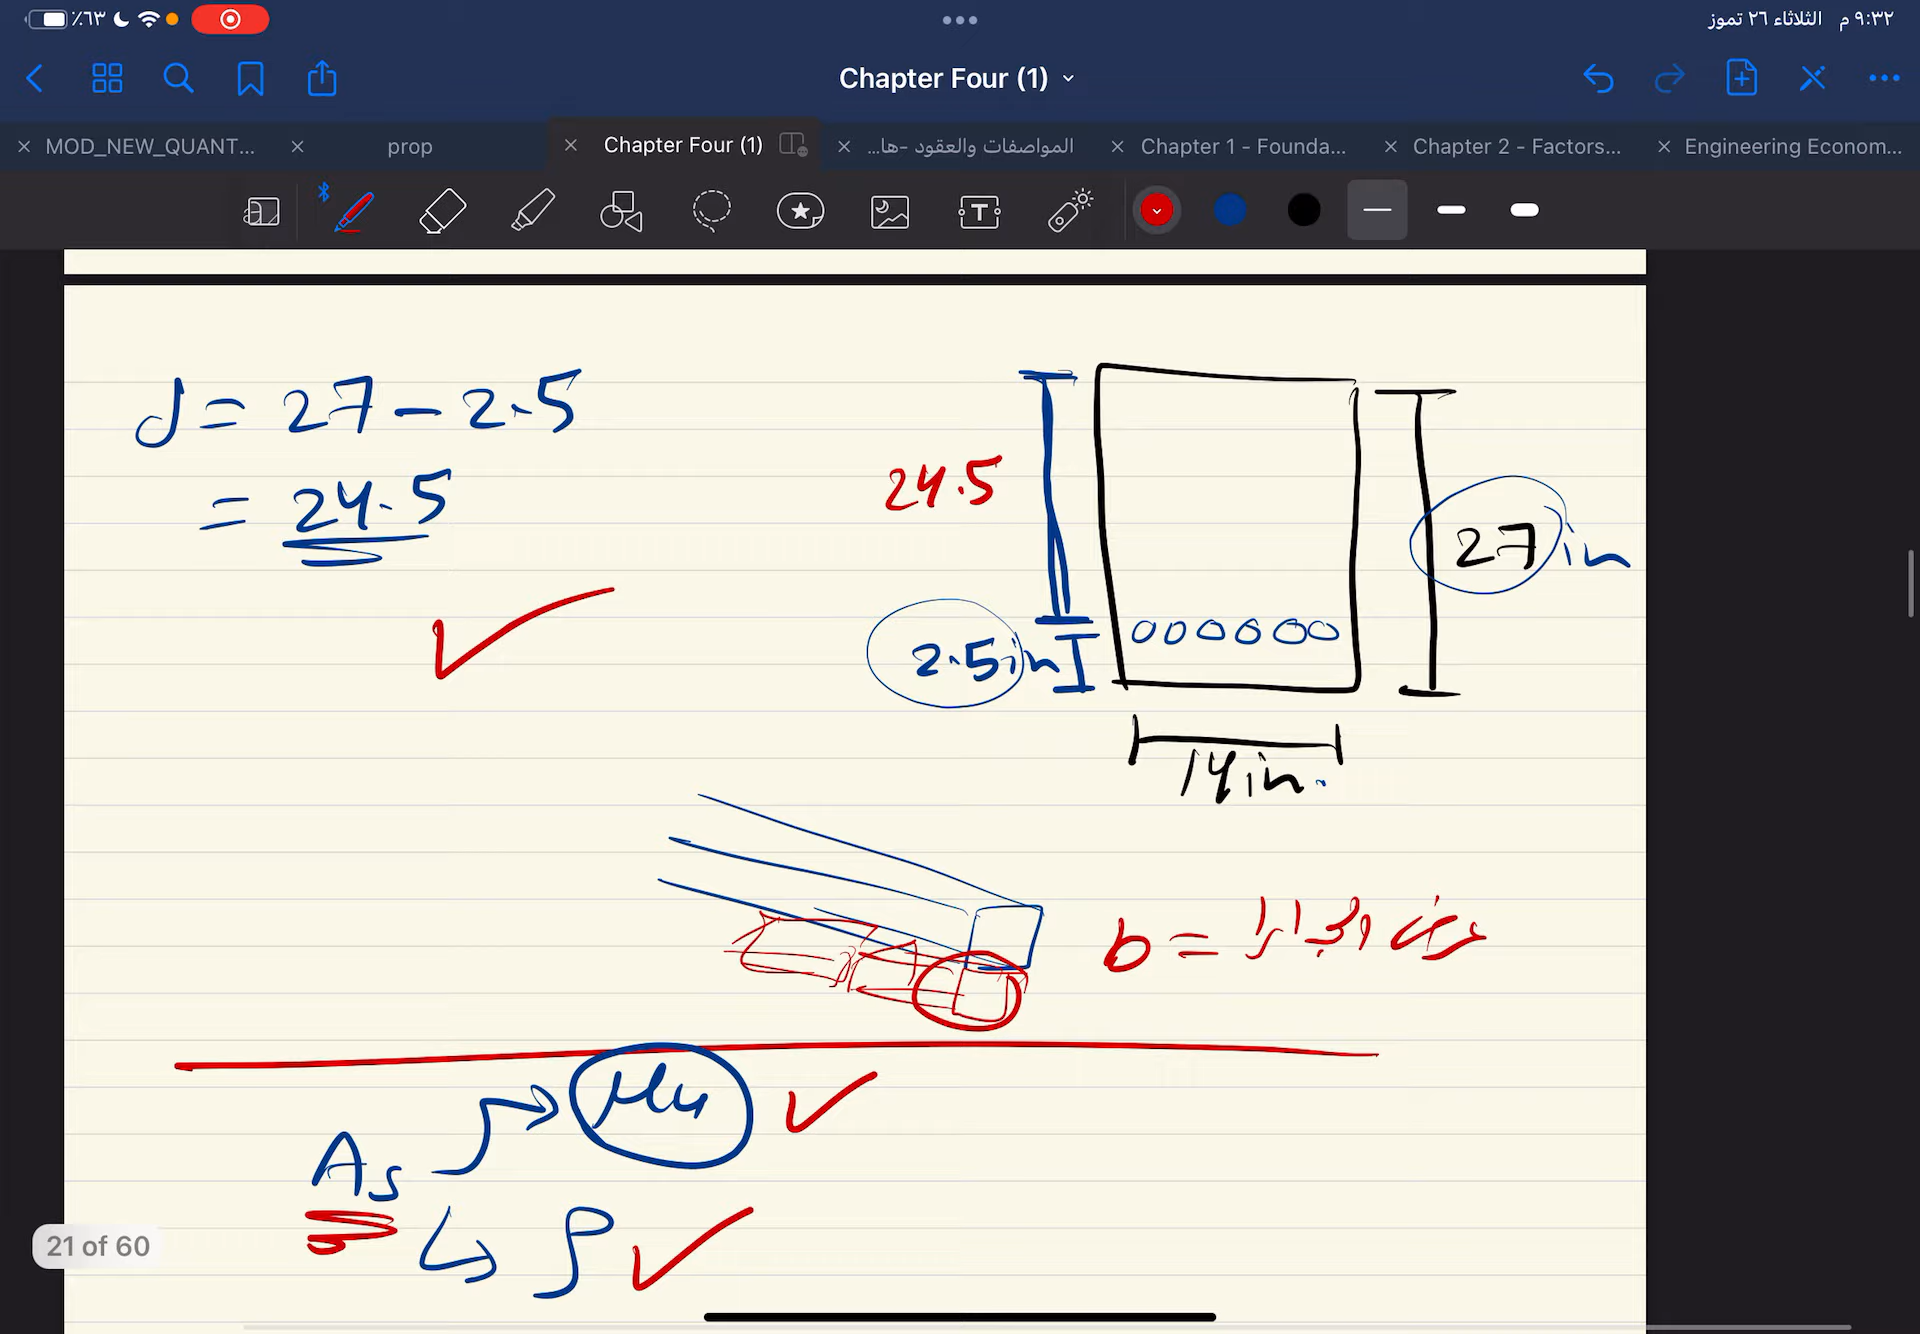 ٪٦٣
٩:٣٢ م الثلاثاء ٢٦ تموز
Chapter Four (1)
MOD_NEW_QUANT...
prop
Chapter Four (1)
المواصفات والعقود -ها...
Chapter 1 - Founda...
Chapter 2 - Factors...
Engineering Econom...
T
d = 27 - 2.5
= 24.5
24.5
27 in
2.5 in
14 in.
b =
Mu
As
ρ
21 of 60